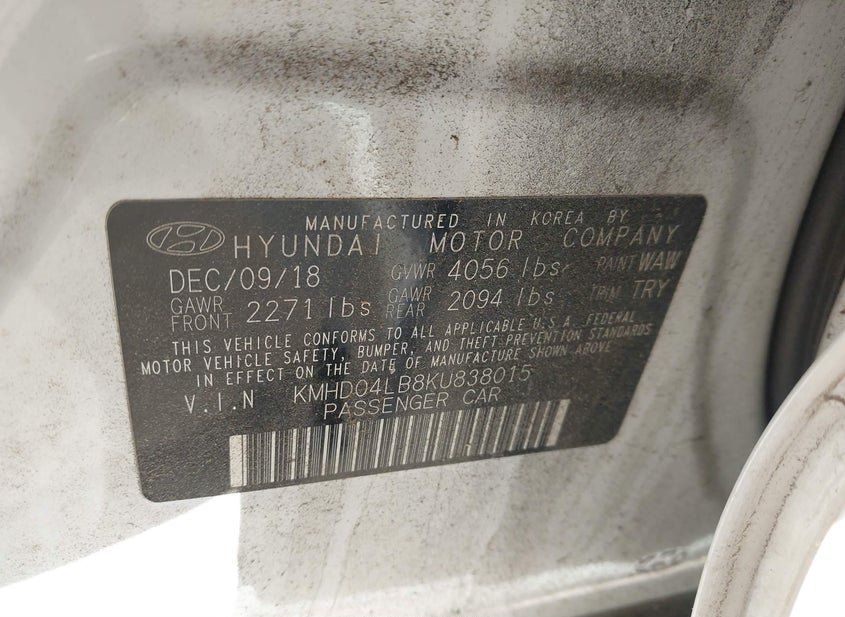 MANUFACTURED IN KOREA BY
HYUNDAI MOTOR COMPANY
DEC/09/18 GVWR 4056 lbs PAINT WAW
GAWR FRONT 2271 lbs GAWR REAR 2094 lbs TRIM TRY
THIS VEHICLE CONFORMS TO ALL APPLICABLE U.S.A. FEDERAL
MOTOR VEHICLE SAFETY, BUMPER, AND THEFT PREVENTION STANDARDS
IN EFFECT ON THE DATE OF MANUFACTURE SHOWN ABOVE
V.I.N KMHD04LB8KU838015
PASSENGER CAR